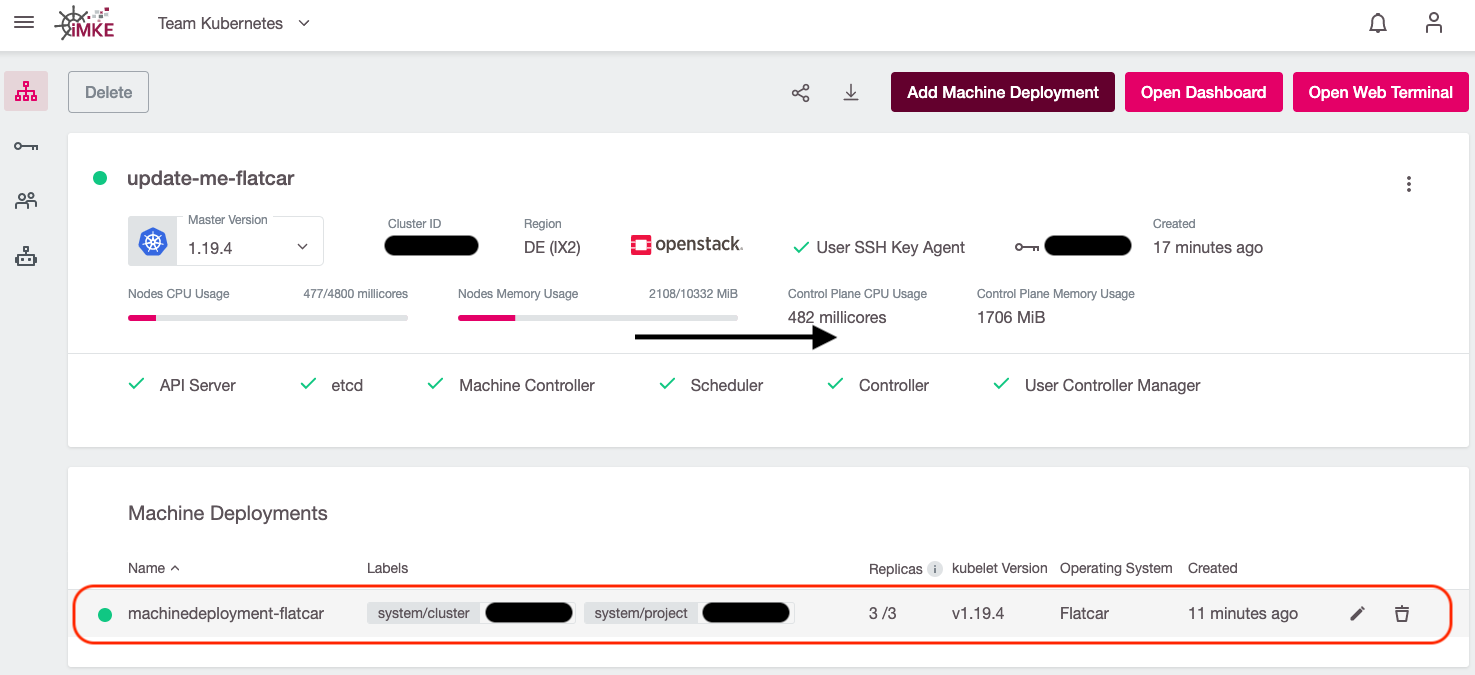 iMKE Team Kubernetes
Delete Add Machine Deployment Open Dashboard Open Web Terminal
update-me-flatcar
Master Version Cluster ID Region Created
1.19.4 DE (IX2) openstack. User SSH Key Agent 17 minutes ago
Nodes CPU Usage 477/4800 millicores Nodes Memory Usage 2108/10332 MiB Control Plane CPU Usage Control Plane Memory Usage
482 millicores 1706 MiB
API Server etcd Machine Controller Scheduler Controller User Controller Manager
Machine Deployments
Name Labels Replicas i kubelet Version Operating System Created
machinedeployment-flatcar system/cluster system/project 3 /3 v1.19.4 Flatcar 11 minutes ago